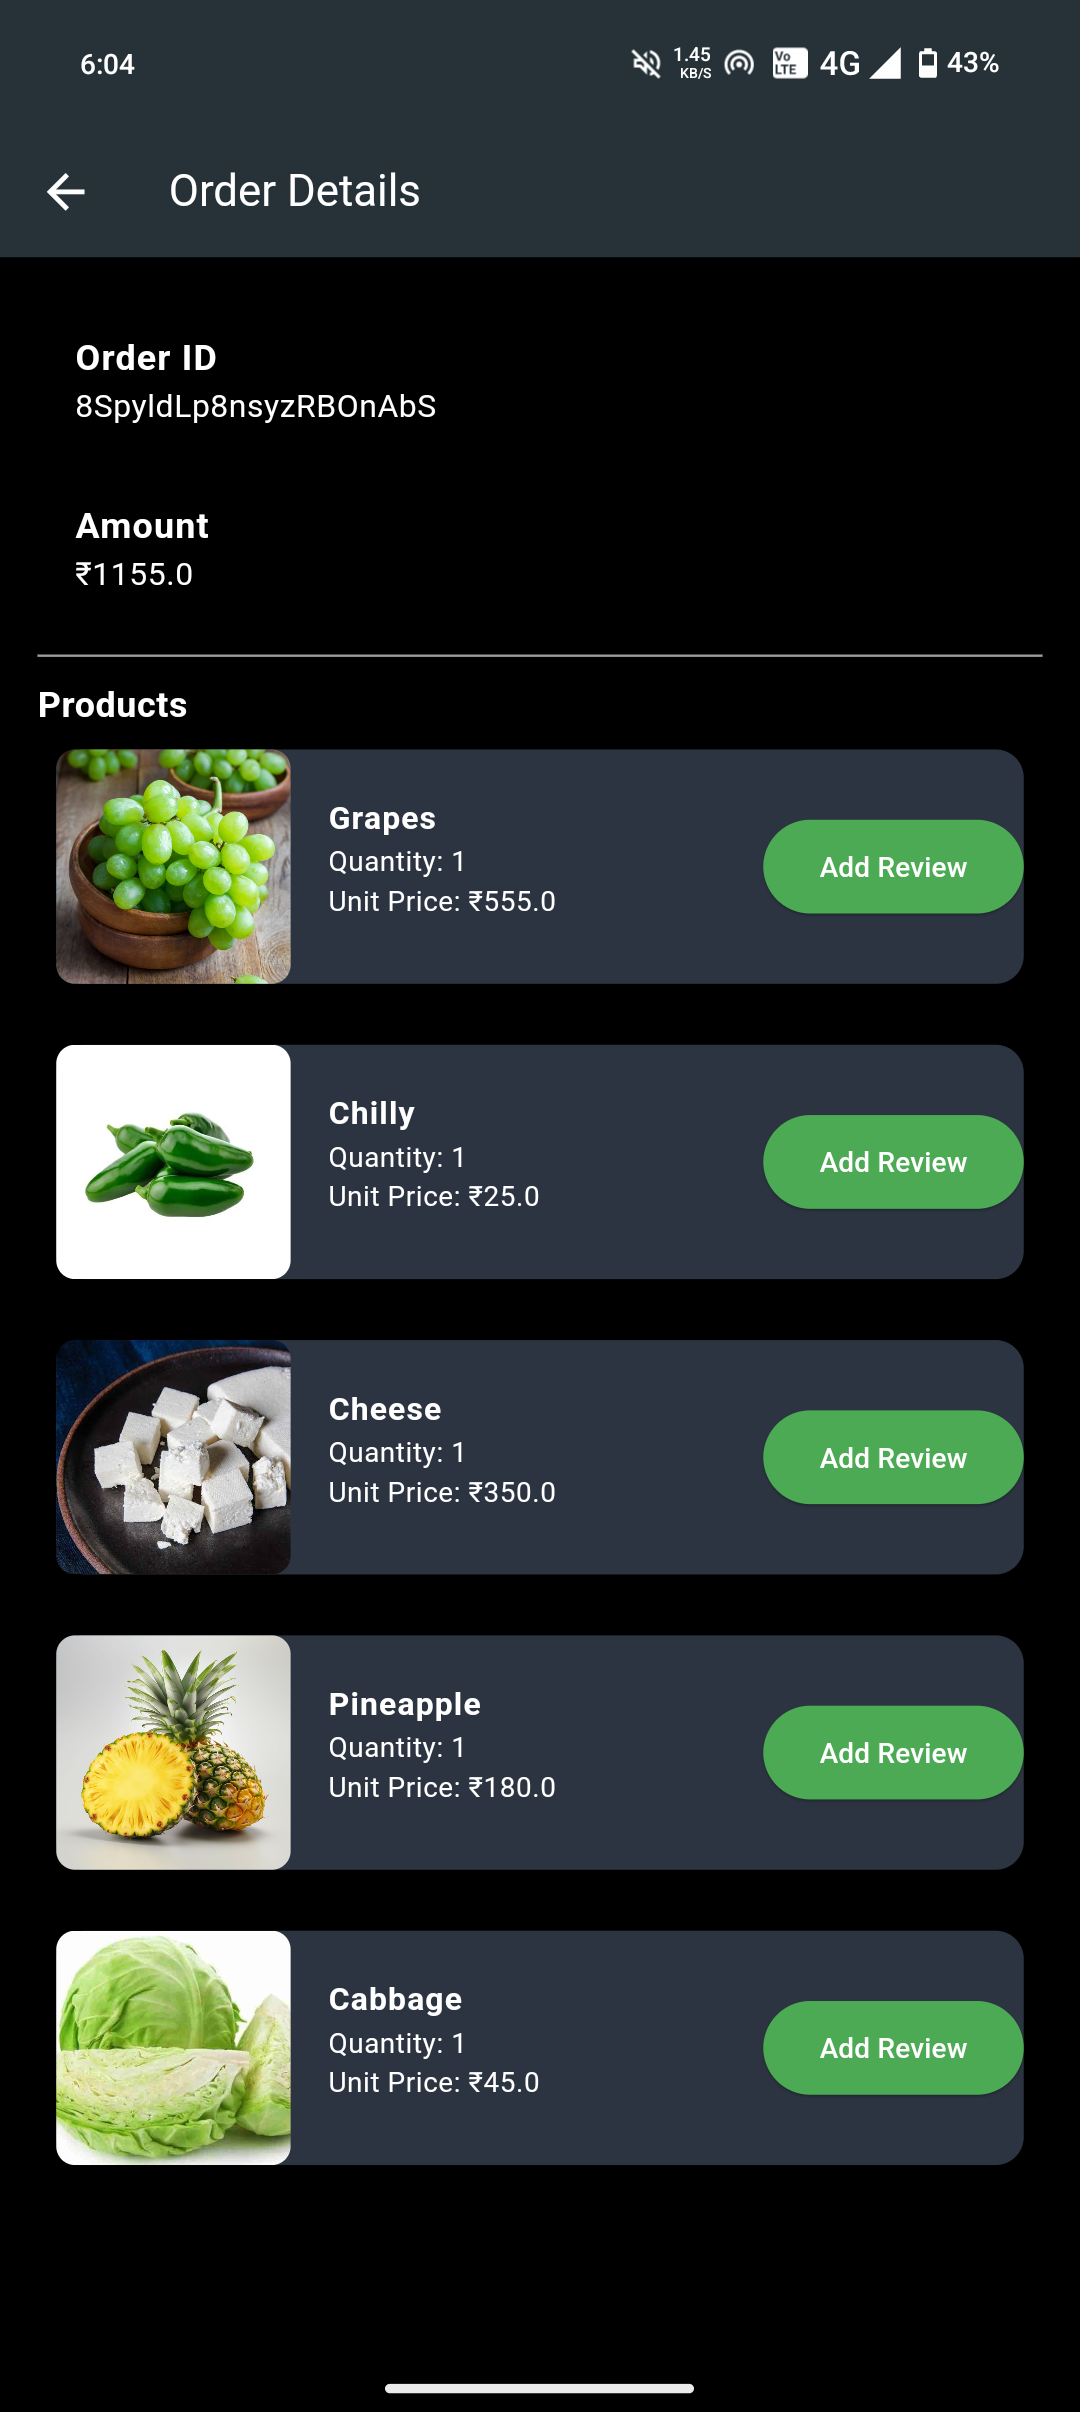 6:04
1.45
KB/S
Vo
LTE
4G
43%
Order Details
Order ID
8SpyldLp8nsyzRBOnAbS
Amount
₹1155.0
Products
Grapes
Quantity: 1
Unit Price: ₹555.0
Add Review
Chilly
Quantity: 1
Unit Price: ₹25.0
Add Review
Cheese
Quantity: 1
Unit Price: ₹350.0
Add Review
Pineapple
Quantity: 1
Unit Price: ₹180.0
Add Review
Cabbage
Quantity: 1
Unit Price: ₹45.0
Add Review